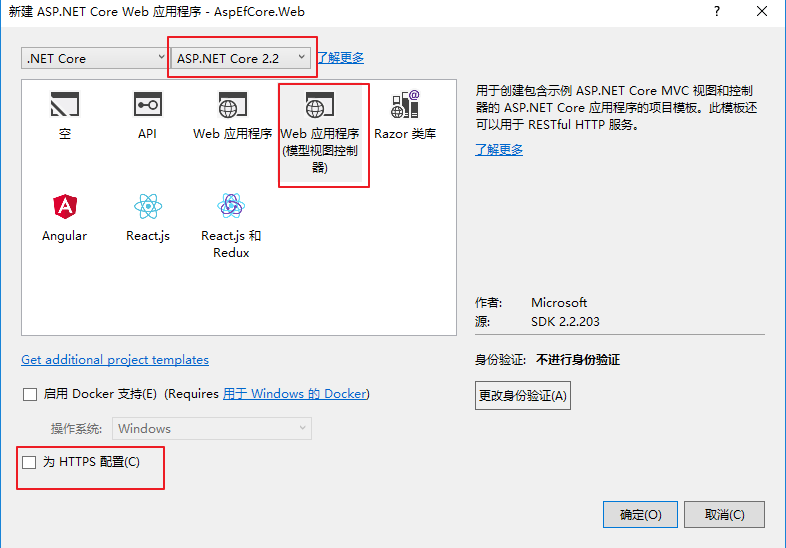 新建 ASP.NET Core Web 应用程序 - AspEfCore.Web
?
.NET Core
ASP.NET Core 2.2
了解更多
空
API
Web 应用程序
Web 应用程序
(模型视图控制
器)
Razor 类库
Angular
React.js
React.js 和
Redux
用于创建包含示例 ASP.NET Core MVC 视图和控制
器的 ASP.NET Core 应用程序的项目模板。此模板还
可以用于 RESTful HTTP 服务。
了解更多
作者: Microsoft
源: SDK 2.2.203
Get additional project templates
身份验证: 不进行身份验证
启用 Docker 支持(E) (Requires 用于 Windows 的 Docker)
更改身份验证(A)
操作系统: Windows
为 HTTPS 配置(C)
确定(O)
取消(C)